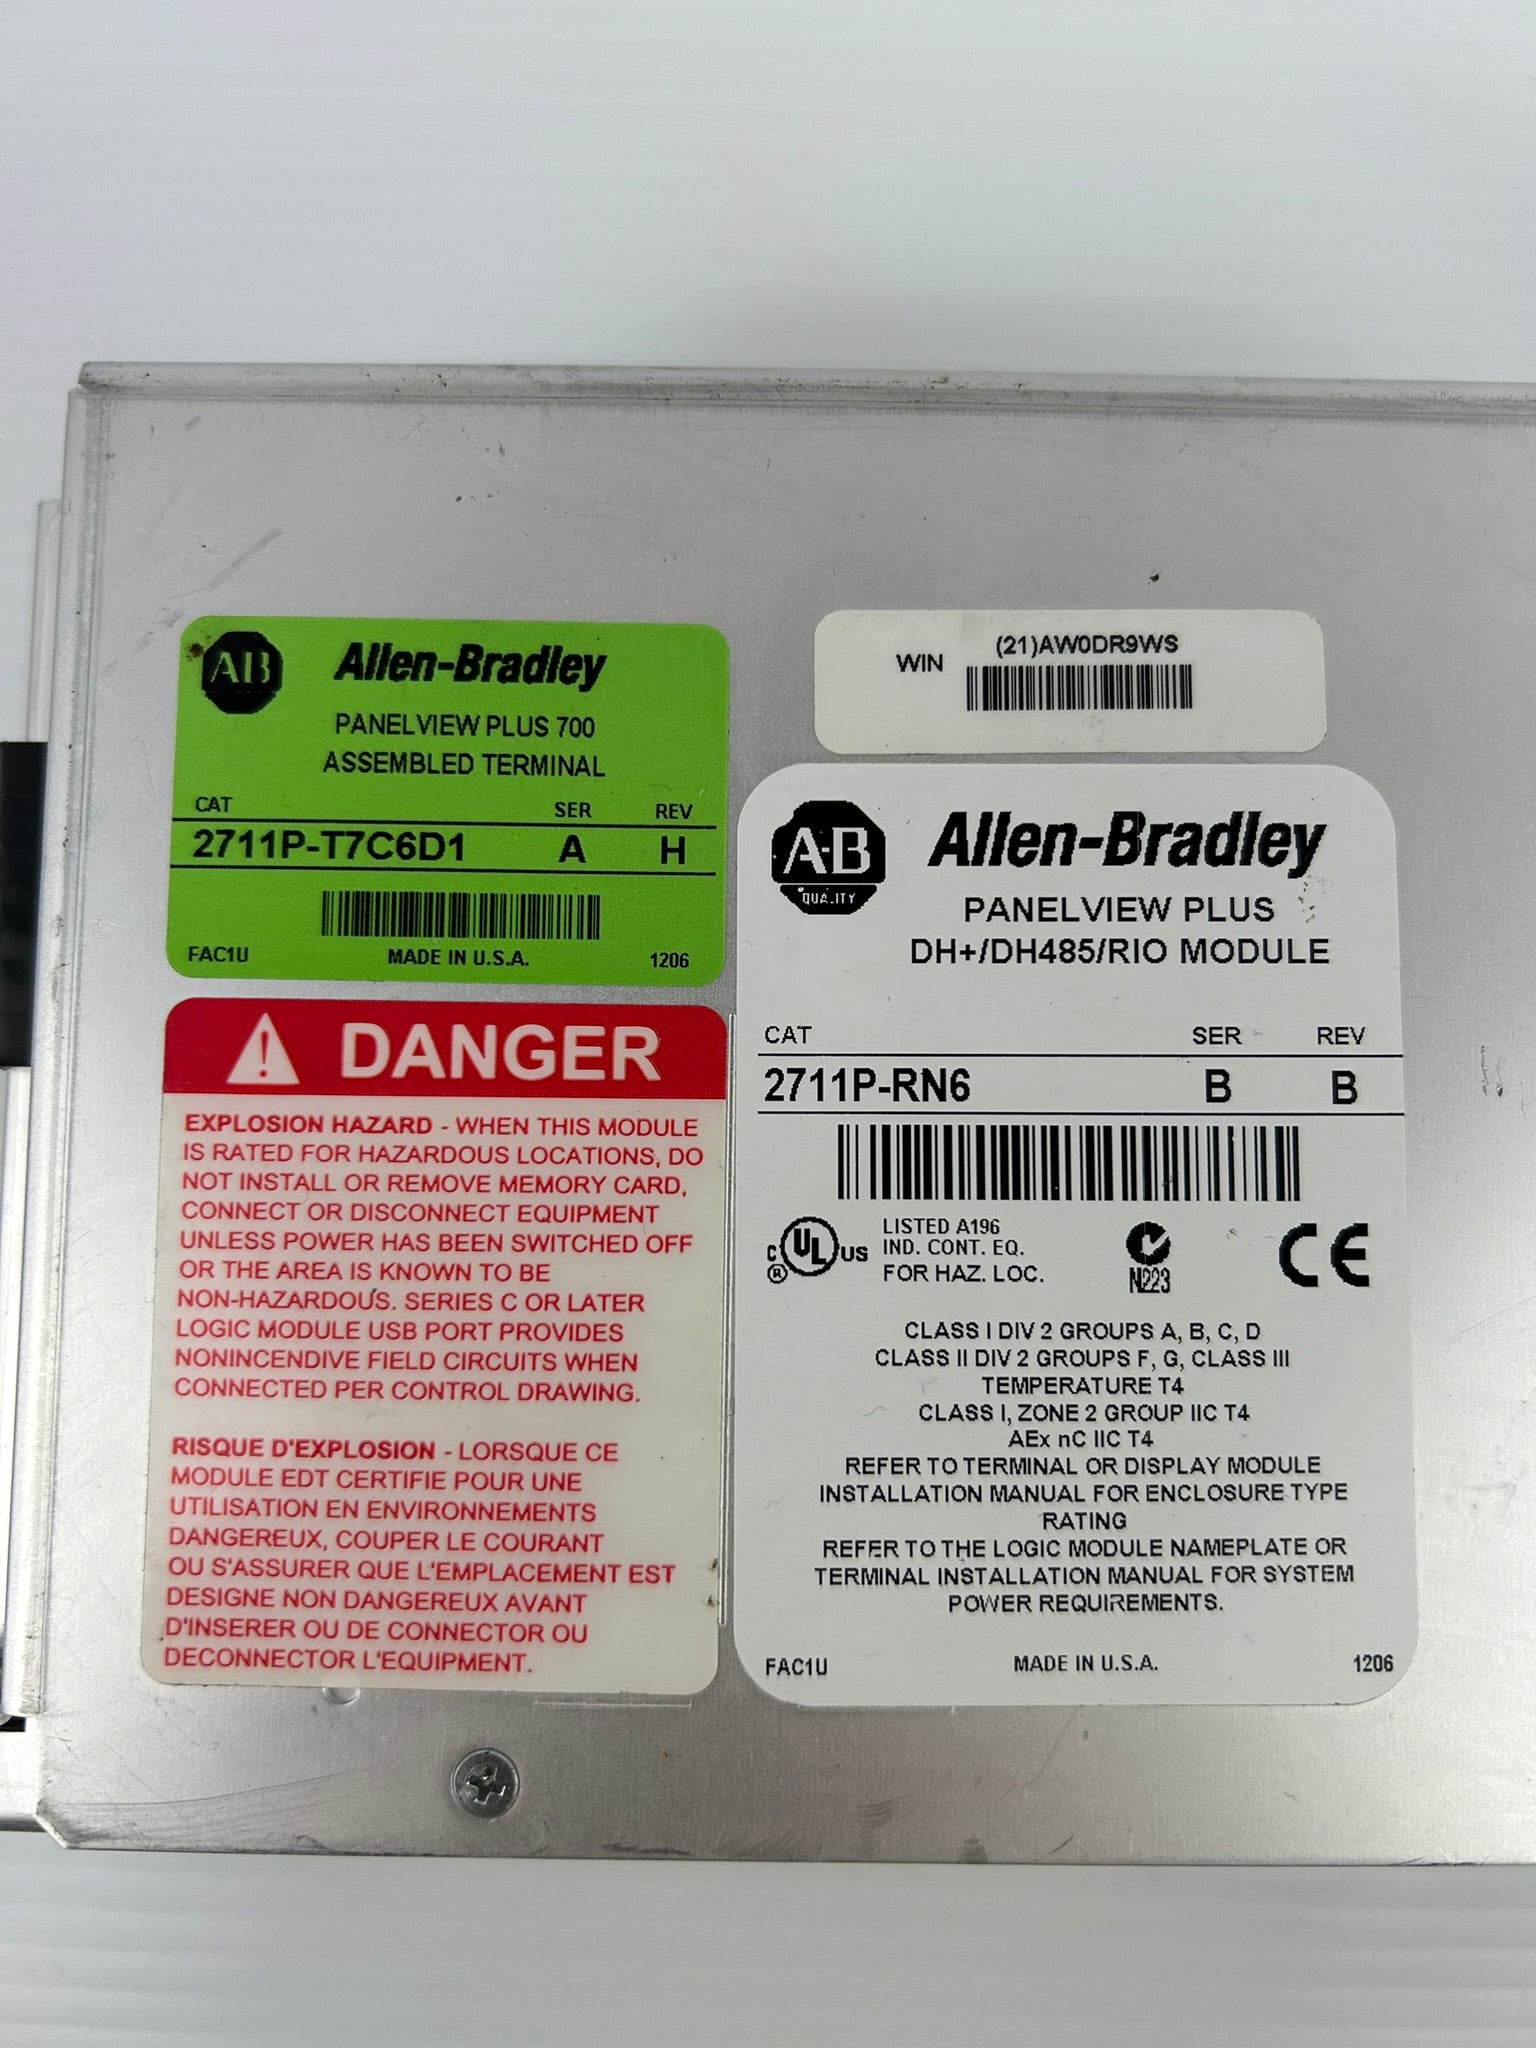 AB
Allen-Bradley
PANELVIEW PLUS 700
ASSEMBLED TERMINAL
CAT SER REV
2711P-T7C6D1 A H
FAC1U MADE IN U.S.A. 1206
WIN (21)AW0DR9WS
DANGER
EXPLOSION HAZARD - WHEN THIS MODULE
IS RATED FOR HAZARDOUS LOCATIONS, DO
NOT INSTALL OR REMOVE MEMORY CARD,
CONNECT OR DISCONNECT EQUIPMENT
UNLESS POWER HAS BEEN SWITCHED OFF
OR THE AREA IS KNOWN TO BE
NON-HAZARDOUS. SERIES C OR LATER
LOGIC MODULE USB PORT PROVIDES
NONINCENDIVE FIELD CIRCUITS WHEN
CONNECTED PER CONTROL DRAWING.
RISQUE D'EXPLOSION - LORSQUE CE
MODULE EDT CERTIFIE POUR UNE
UTILISATION EN ENVIRONNEMENTS
DANGEREUX, COUPER LE COURANT
OU S'ASSURER QUE L'EMPLACEMENT EST
DESIGNE NON DANGEREUX AVANT
D'INSERER OU DE CONNECTOR OU
DECONNECTOR L'EQUIPMENT.
A-B
QUALITY
Allen-Bradley
PANELVIEW PLUS
DH+/DH485/RIO MODULE
CAT SER REV
2711P-RN6 B B
C UL US ®
LISTED A196
IND. CONT. EQ.
FOR HAZ. LOC.
N223
CE
CLASS I DIV 2 GROUPS A, B, C, D
CLASS II DIV 2 GROUPS F, G, CLASS III
TEMPERATURE T4
CLASS I, ZONE 2 GROUP IIC T4
AEx nC IIC T4
REFER TO TERMINAL OR DISPLAY MODULE
INSTALLATION MANUAL FOR ENCLOSURE TYPE
RATING
REFER TO THE LOGIC MODULE NAMEPLATE OR
TERMINAL INSTALLATION MANUAL FOR SYSTEM
POWER REQUIREMENTS.
FAC1U MADE IN U.S.A. 1206